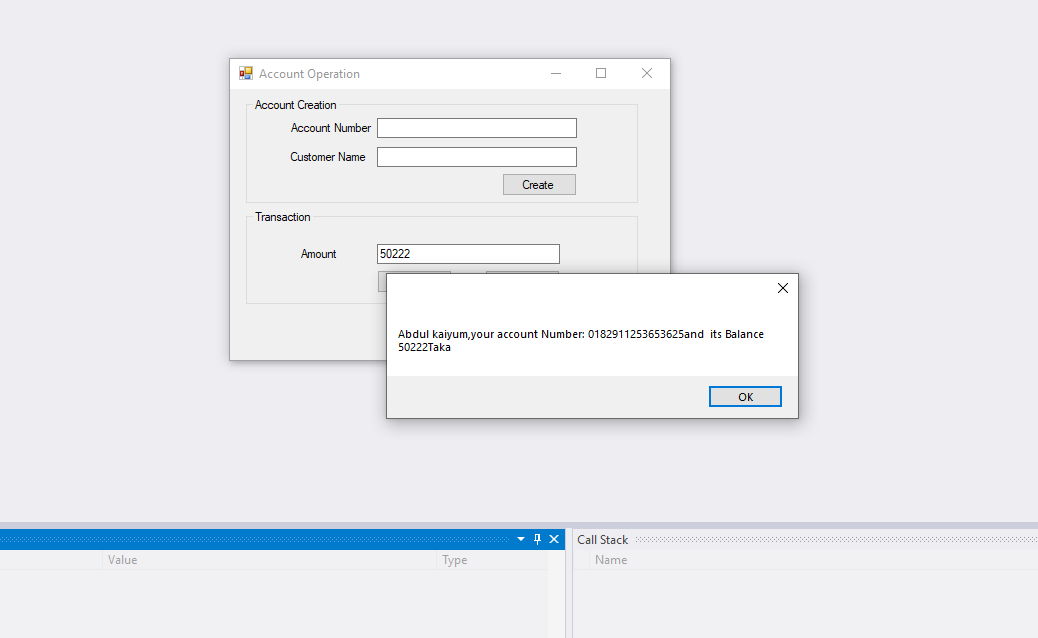 Account Operation
Account Creation
Account Number
Customer Name
Create
Transaction
Amount 50222
Abdul kaiyum,your account Number: 0182911253653625and  its Balance
50222Taka
OK
Call Stack
Value Type Name